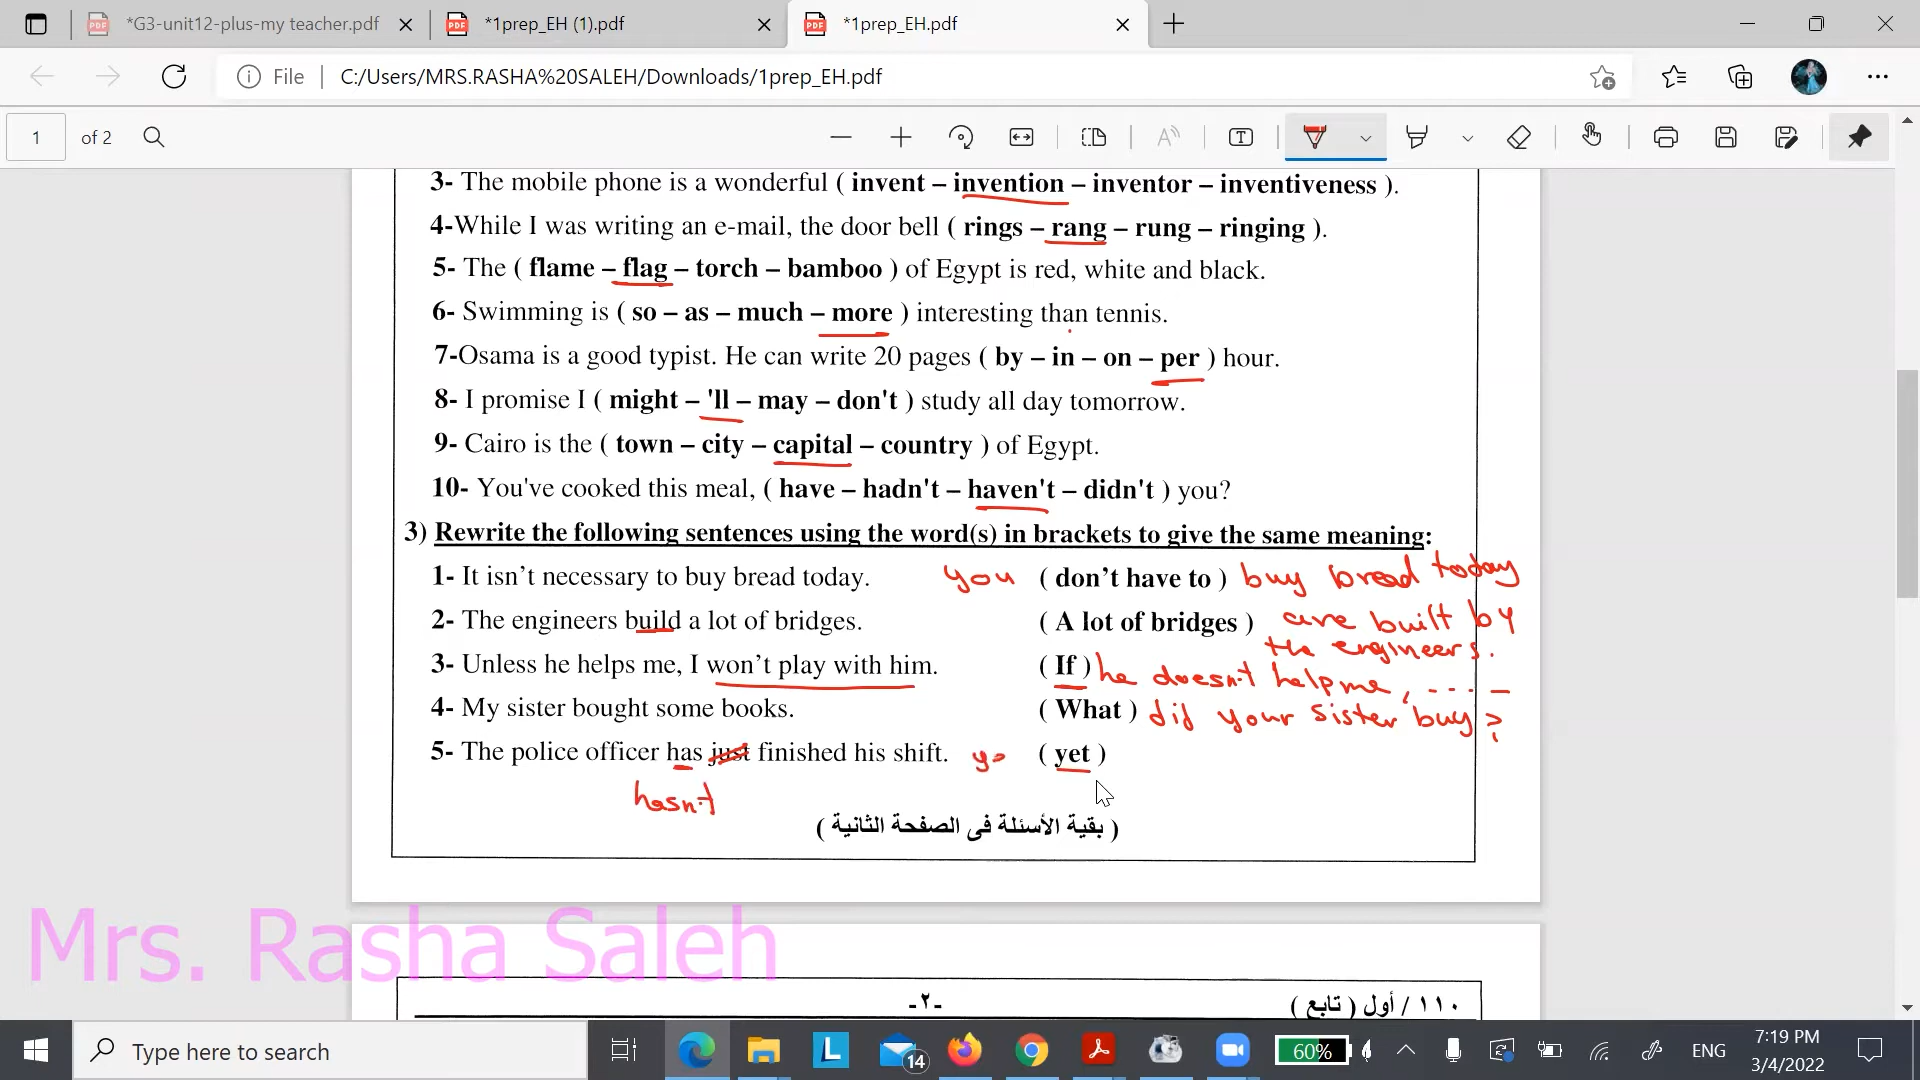 *G3-unit12-plus-my teacher.pdf
*1prep_EH (1).pdf
*1prep_EH.pdf
File C:/Users/MRS.RASHA%20SALEH/Downloads/1prep_EH.pdf
1 of 2
3- The mobile phone is a wonderful ( invent – invention – inventor – inventiveness ).
4-While I was writing an e-mail, the door bell ( rings – rang – rung – ringing ).
5- The ( flame – flag – torch – bamboo ) of Egypt is red, white and black.
6- Swimming is ( so – as – much – more ) interesting than tennis.
7-Osama is a good typist. He can write 20 pages ( by – in – on – per ) hour.
8- I promise I ( might – 'll – may – don't ) study all day tomorrow.
9- Cairo is the ( town – city – capital – country ) of Egypt.
10- You've cooked this meal, ( have – hadn't – haven't – didn't ) you?
3) Rewrite the following sentences using the word(s) in brackets to give the same meaning:
1- It isn't necessary to buy bread today. you ( don't have to ) buy bread today
2- The engineers build a lot of bridges. ( A lot of bridges ) are built by
the engineers.
3- Unless he helps me, I won't play with him. ( If ) he doesn't help me, ....
4- My sister bought some books. ( What ) did your sister buy?
5- The police officer has just finished his shift. ye ( yet )
hasn't
( بقية الأسئلة فى الصفحة الثانية )
Mrs. Rasha Saleh
-٢-
١١٠ / أول ( تابع )
Type here to search
14
60%
ENG
7:19 PM
3/4/2022